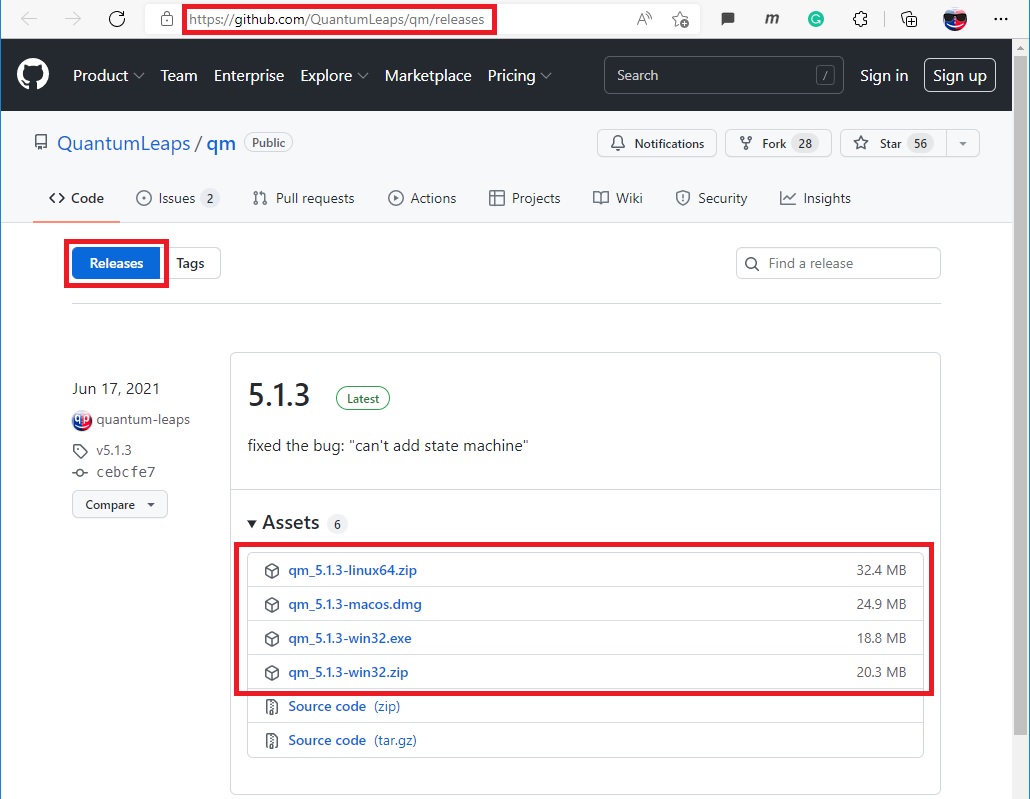 https://github.com/QuantumLeaps/qm/releases
Product Team Enterprise Explore Marketplace Pricing Search / Sign in Sign up
QuantumLeaps / qm Public Notifications Fork 28 Star 56
Code Issues 2 Pull requests Actions Projects Wiki Security Insights
Releases Tags Find a release
Jun 17, 2021
quantum-leaps
v5.1.3
cebcfe7
Compare
5.1.3 Latest
fixed the bug: "can't add state machine"
Assets 6
qm_5.1.3-linux64.zip 32.4 MB
qm_5.1.3-macos.dmg 24.9 MB
qm_5.1.3-win32.exe 18.8 MB
qm_5.1.3-win32.zip 20.3 MB
Source code (zip)
Source code (tar.gz)